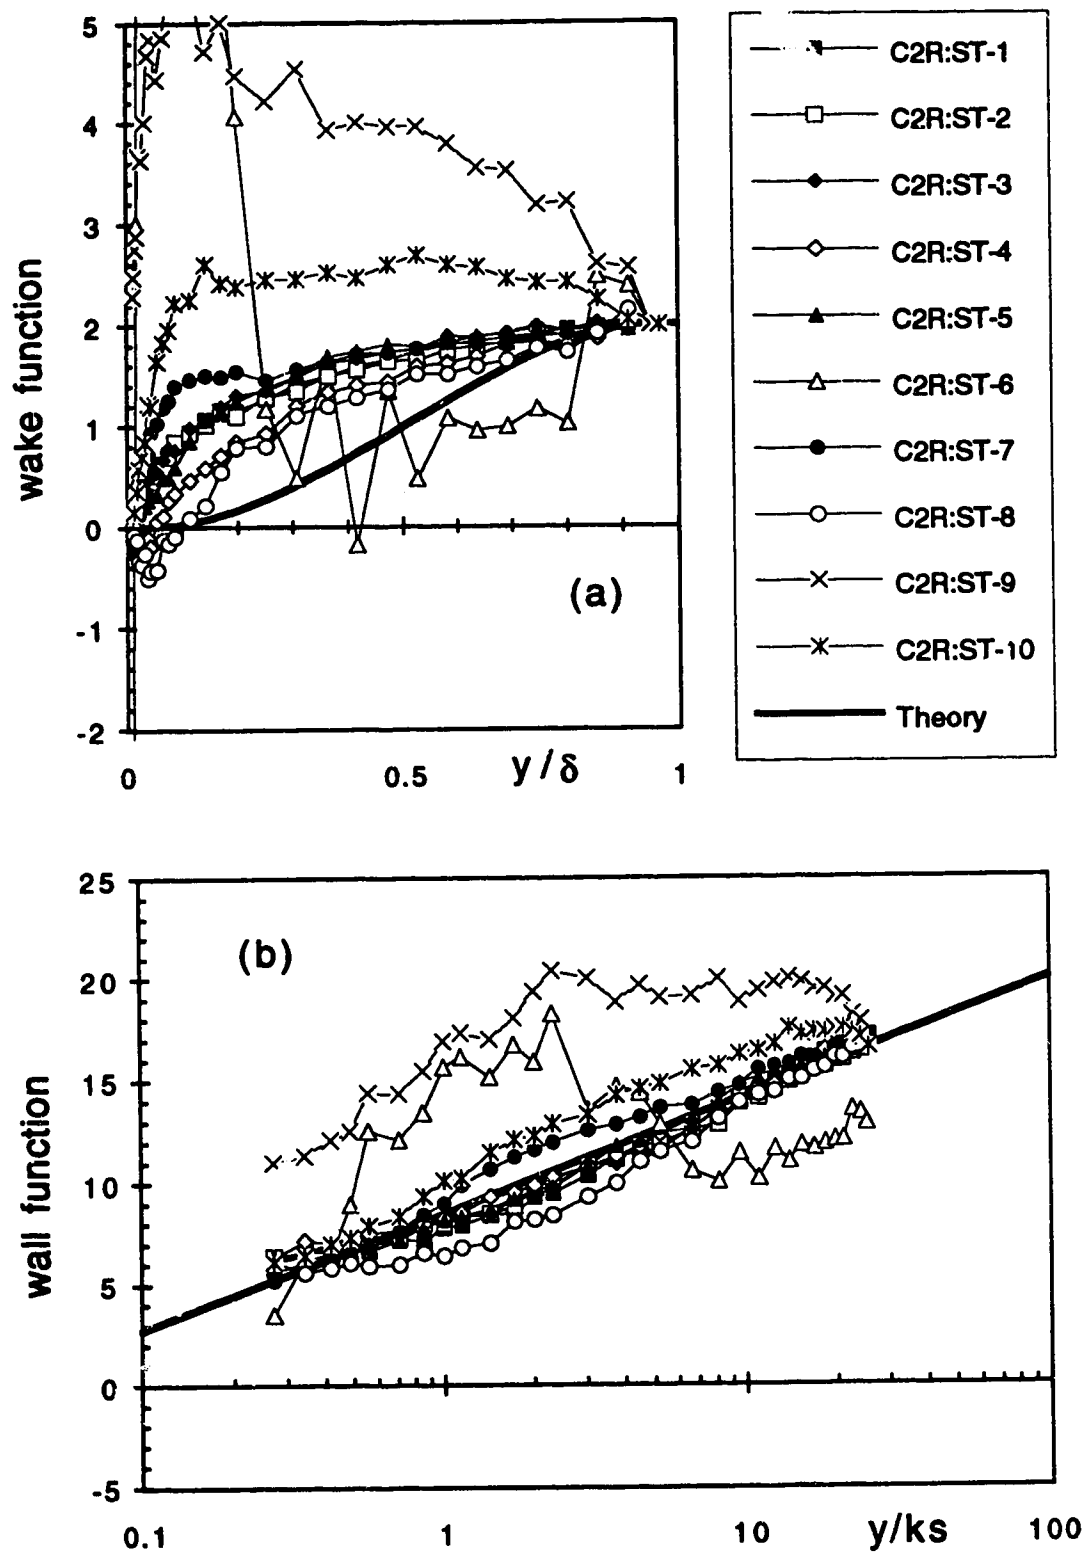 5
4
3
2
1
0
-1
-2
wake function
(a)
0
0.5
y/δ
1
C2R:ST-1
C2R:ST-2
C2R:ST-3
C2R:ST-4
C2R:ST-5
C2R:ST-6
C2R:ST-7
C2R:ST-8
C2R:ST-9
C2R:ST-10
Theory
25
20
15
10
5
0
-5
wall function
(b)
0.1
1
10
y/ks
100